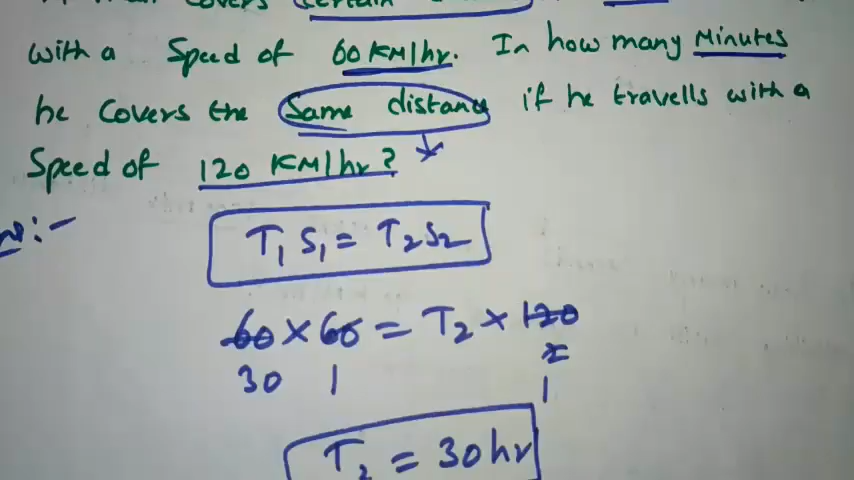 covers certain
with a Speed of 60 KM/hr. In how many Minutes
he covers the Same distance if he travells with a
Speed of 120 KM/hr?
:-
T1 S1 = T2 S2
60 × 60 = T2 × 120
2
30 1 1
T2 = 30 hr